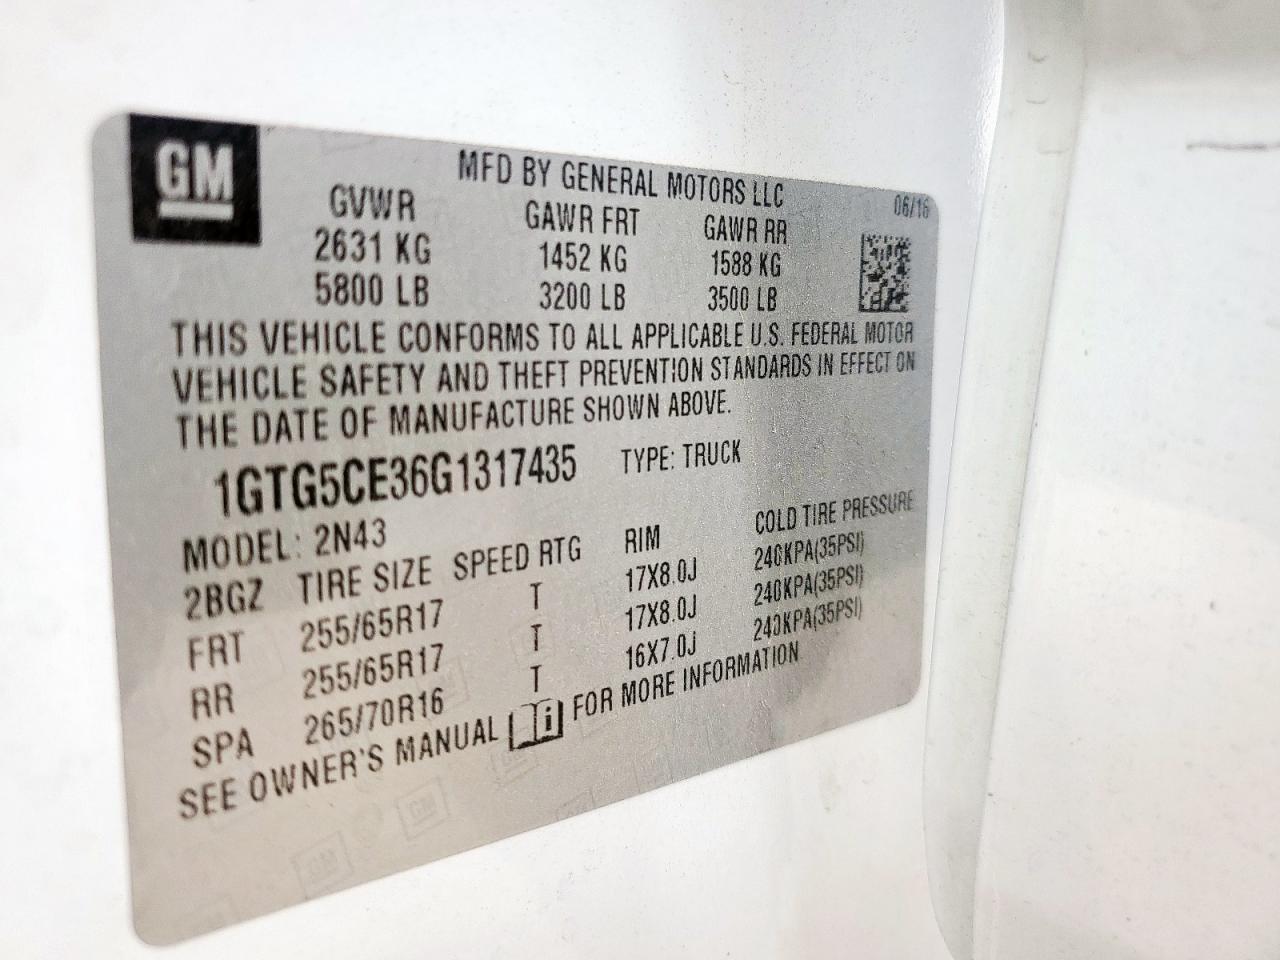 GM
MFD BY GENERAL MOTORS LLC
06/16
GVWR GAWR FRT GAWR RR
2631 KG 1452 KG 1588 KG
5800 LB 3200 LB 3500 LB
THIS VEHICLE CONFORMS TO ALL APPLICABLE U.S. FEDERAL MOTOR
VEHICLE SAFETY AND THEFT PREVENTION STANDARDS IN EFFECT ON
THE DATE OF MANUFACTURE SHOWN ABOVE.
1GTG5CE36G1317435 TYPE: TRUCK
MODEL: 2N43
2BGZ TIRE SIZE SPEED RTG RIM COLD TIRE PRESSURE
FRT 255/65R17 T 17X8.0J 240KPA(35PSI)
RR 255/65R17 T 17X8.0J 240KPA(35PSI)
SPA 265/70R16 T 16X7.0J 240KPA(35PSI)
SEE OWNER'S MANUAL i FOR MORE INFORMATION
GM
GM
GM